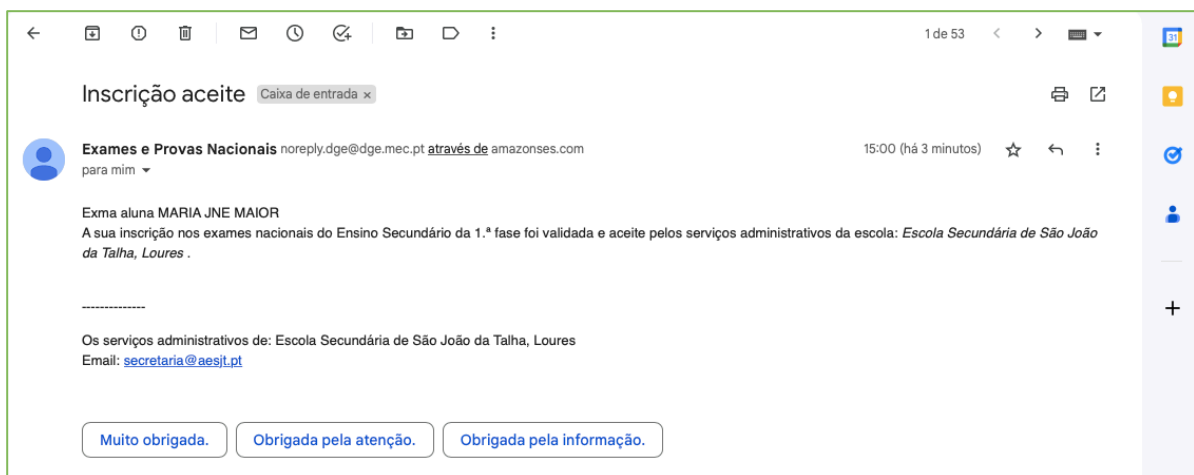 1 de 53
31
Inscrição aceite Caixa de entrada ×
Exames e Provas Nacionais noreply.dge@dge.mec.pt através de amazonses.com
15:00 (há 3 minutos)
para mim
Exma aluna MARIA JNE MAIOR
A sua inscrição nos exames nacionais do Ensino Secundário da 1.ª fase foi validada e aceite pelos serviços administrativos da escola: Escola Secundária de São João
da Talha, Loures .
--------------
Os serviços administrativos de: Escola Secundária de São João da Talha, Loures
Email: secretaria@aesjt.pt
Muito obrigada.
Obrigada pela atenção.
Obrigada pela informação.